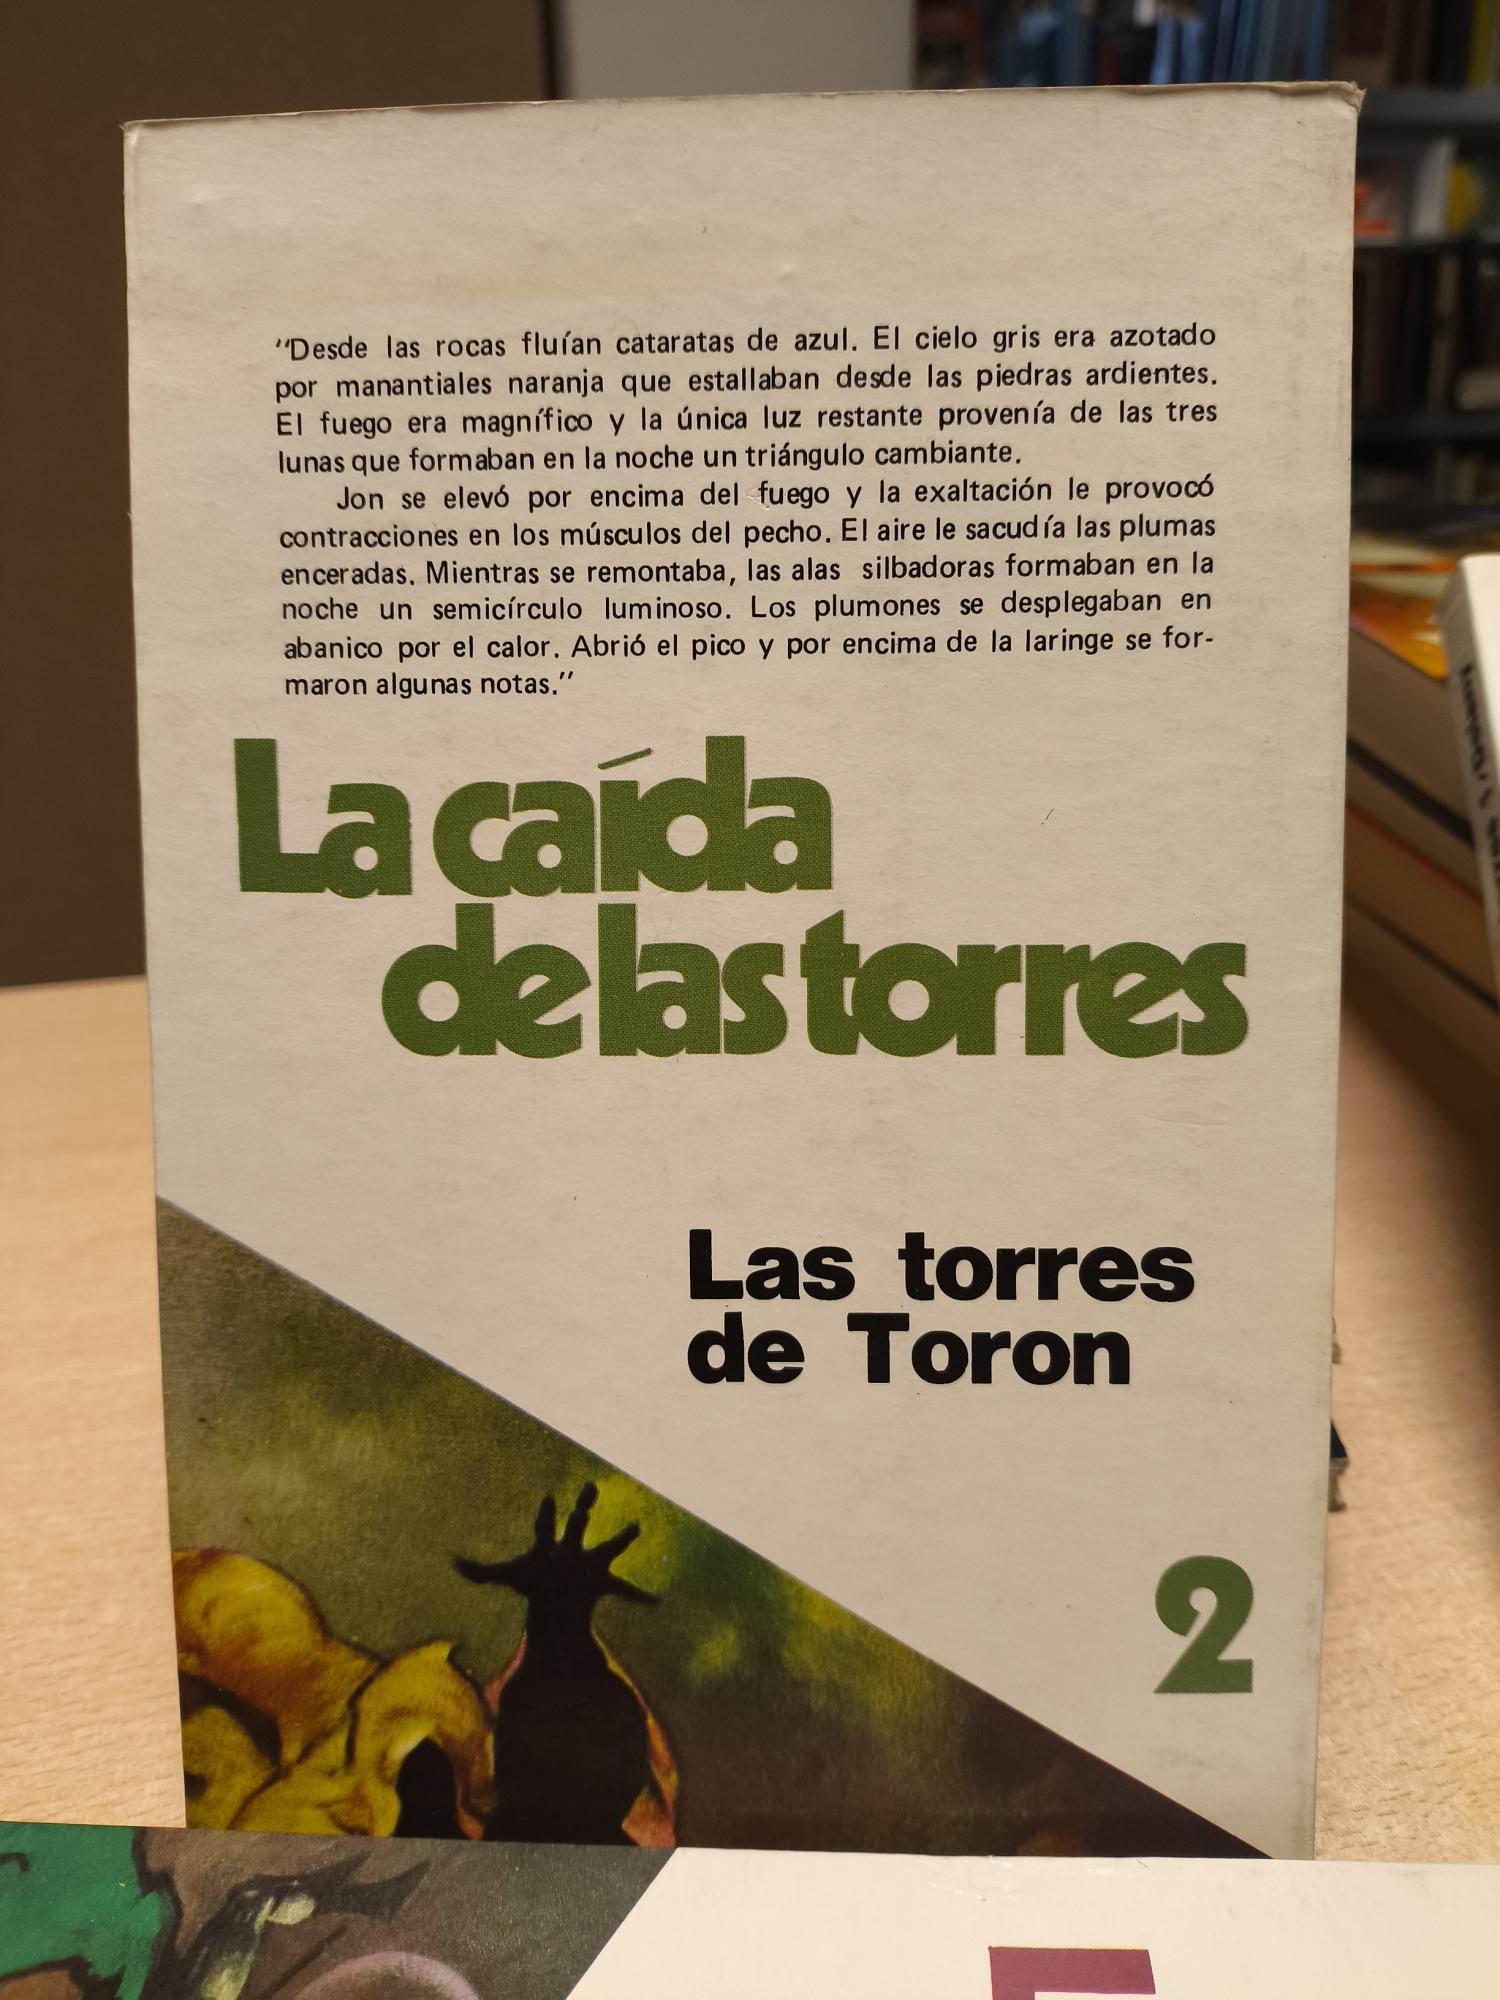 “Desde las rocas fluían cataratas de azul. El cielo gris era azotado
por manantiales naranja que estallaban desde las piedras ardientes.
El fuego era magnífico y la única luz restante provenía de las tres
lunas que formaban en la noche un triángulo cambiante.
Jon se elevó por encima del fuego y la exaltación le provocó
contracciones en los músculos del pecho. El aire le sacudía las plumas
enceradas. Mientras se remontaba, las alas silbadoras formaban en la
noche un semicírculo luminoso. Los plumones se desplegaban en
abanico por el calor. Abrió el pico y por encima de la laringe se for-
maron algunas notas.”
La caída
de las torres
Las torres
de Toron
2